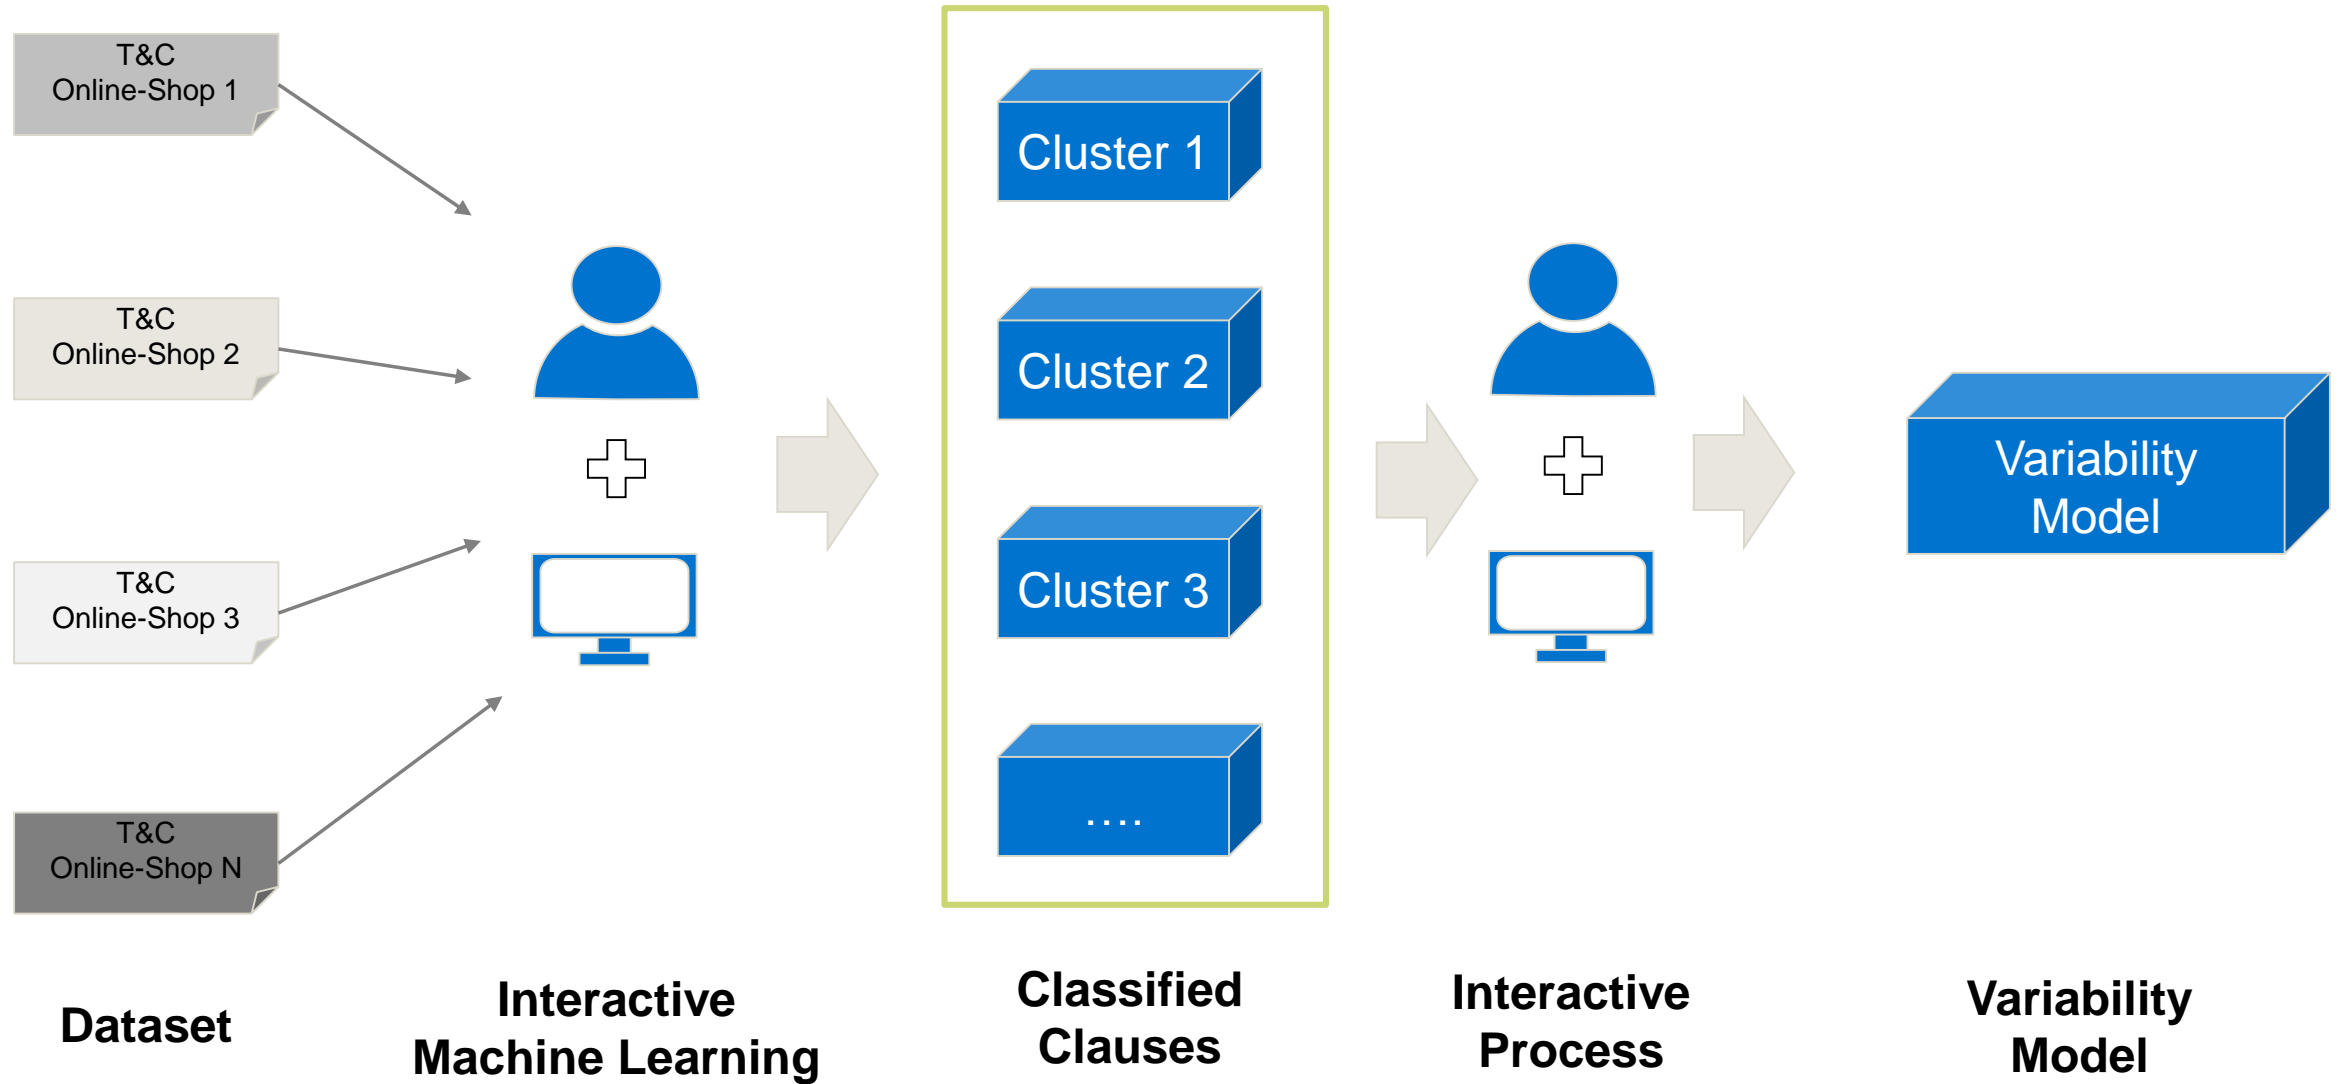 T&C
Online-Shop 1
T&C
Online-Shop 2
T&C
Online-Shop 3
T&C
Online-Shop N
Cluster 1
Cluster 2
Cluster 3
....
Variability
Model
Dataset
Interactive
Machine Learning
Classified
Clauses
Interactive
Process
Variability
Model